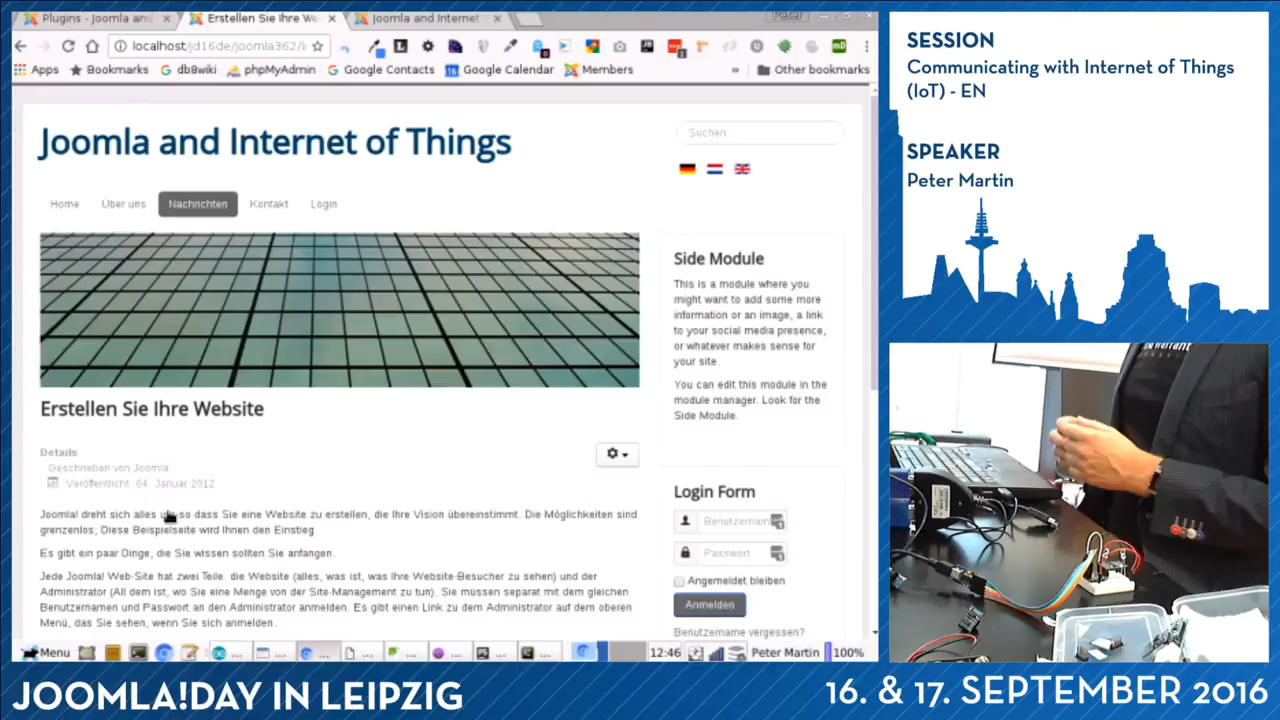 Plugins - Joomla and
Erstellen Sie Ihre We
Joomla and Internet
Peter
localhost/jd16de/joomla362/i
Apps
Bookmarks
db8wiki
phpMyAdmin
Google Contacts
Google Calendar
Members
»
Other bookmarks
Joomla and Internet of Things
Suchen ...
Home
Über uns
Nachrichten
Kontakt
Login
Erstellen Sie Ihre Website
Details
Geschrieben von Joomla
Veröffentlicht: 04. Januar 2012
Joomla! dreht sich alles um so dass Sie eine Website zu erstellen, die Ihre Vision übereinstimmt. Die Möglichkeiten sind
grenzenlos; Diese Beispielseite wird Ihnen den Einstieg
Es gibt ein paar Dinge, die Sie wissen sollten Sie anfangen.
Jede Joomla! Web-Site hat zwei Teile: die Website (alles, was ist, was Ihre Website-Besucher zu sehen) und der
Administrator (All dem ist, wo Sie eine Menge von der Site-Management zu tun). Sie müssen separat mit dem gleichen
Benutzernamen und Passwort an den Administrator anmelden. Es gibt einen Link zu dem Administrator auf dem oberen
Menü, das Sie sehen, wenn Sie sich anmelden.
Side Module
This is a module where you
might want to add some more
information or an image, a link
to your social media presence,
or whatever makes sense for
your site.
You can edit this module in the
module manager. Look for the
Side Module.
Login Form
Benutzernam
Passwort
Angemeldet bleiben
Anmelden
Benutzername vergessen?
Menu
12:46
Peter Martin
100%
SESSION
Communicating with Internet of Things
(IoT) - EN
SPEAKER
Peter Martin
JOOMLA!DAY IN LEIPZIG
16. & 17. SEPTEMBER 2016